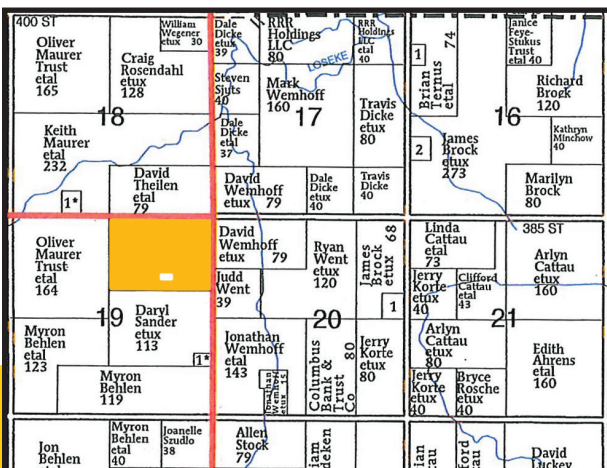 400 ST
Oliver
Maurer
Trust
etal
165
Craig
Rosendahl
etux
128
William
Wegener
etux 30
18
Keith
Maurer
etal
232
1*
David
Theilen
etal
79
Dale
Dicke
etux
39
RRR
Holdings
LLC
80
RRR
Holdings
LLC
etal
40
LOSEKE
Steven
Sjuts
40
Mark
Wemhoff
160
17
Dale
Dicke
etal
37
Travis
Dicke
etux
80
David
Wemhoff
etux 79
Dale
Dicke
etux
40
Travis
Dicke
40
1
Brian
Ternus
etal
74
Janice
Feye-
Stukus
Trust
etal 40
Richard
Brock
120
16
2
James
Brock
etux
273
Kathryn
Minchow
40
Marilyn
Brock
80
385 ST
Oliver
Maurer
Trust
etal
164
19
Daryl
Sander
etux
113
1*
Myron
Behlen
etal
123
Myron
Behlen
119
David
Wemhoff
etux 79
Judd
Went
39
Ryan
Went
etux
120
James
Brock
etux 68
1
20
Jonathan
Wemhoff
etal
143
Jonathan
Wemhoff
etux 15
Columbus
Bank &
Trust
Co 80
Jerry
Korte
etux
80
Linda
Cattau
etal
73
Jerry
Korte
etux
40
Clifford
Cattau
etal
43
Arlyn
Cattau
etux
160
21
Arlyn
Cattau
etux
80
Jerry
Korte
etux
40
Bryce
Rosche
etux
40
Edith
Ahrens
etal
160
Jon
Behlen
Myron
Behlen
etal
40
Joanelle
Szudlo
38
Allen
Stock
79
David